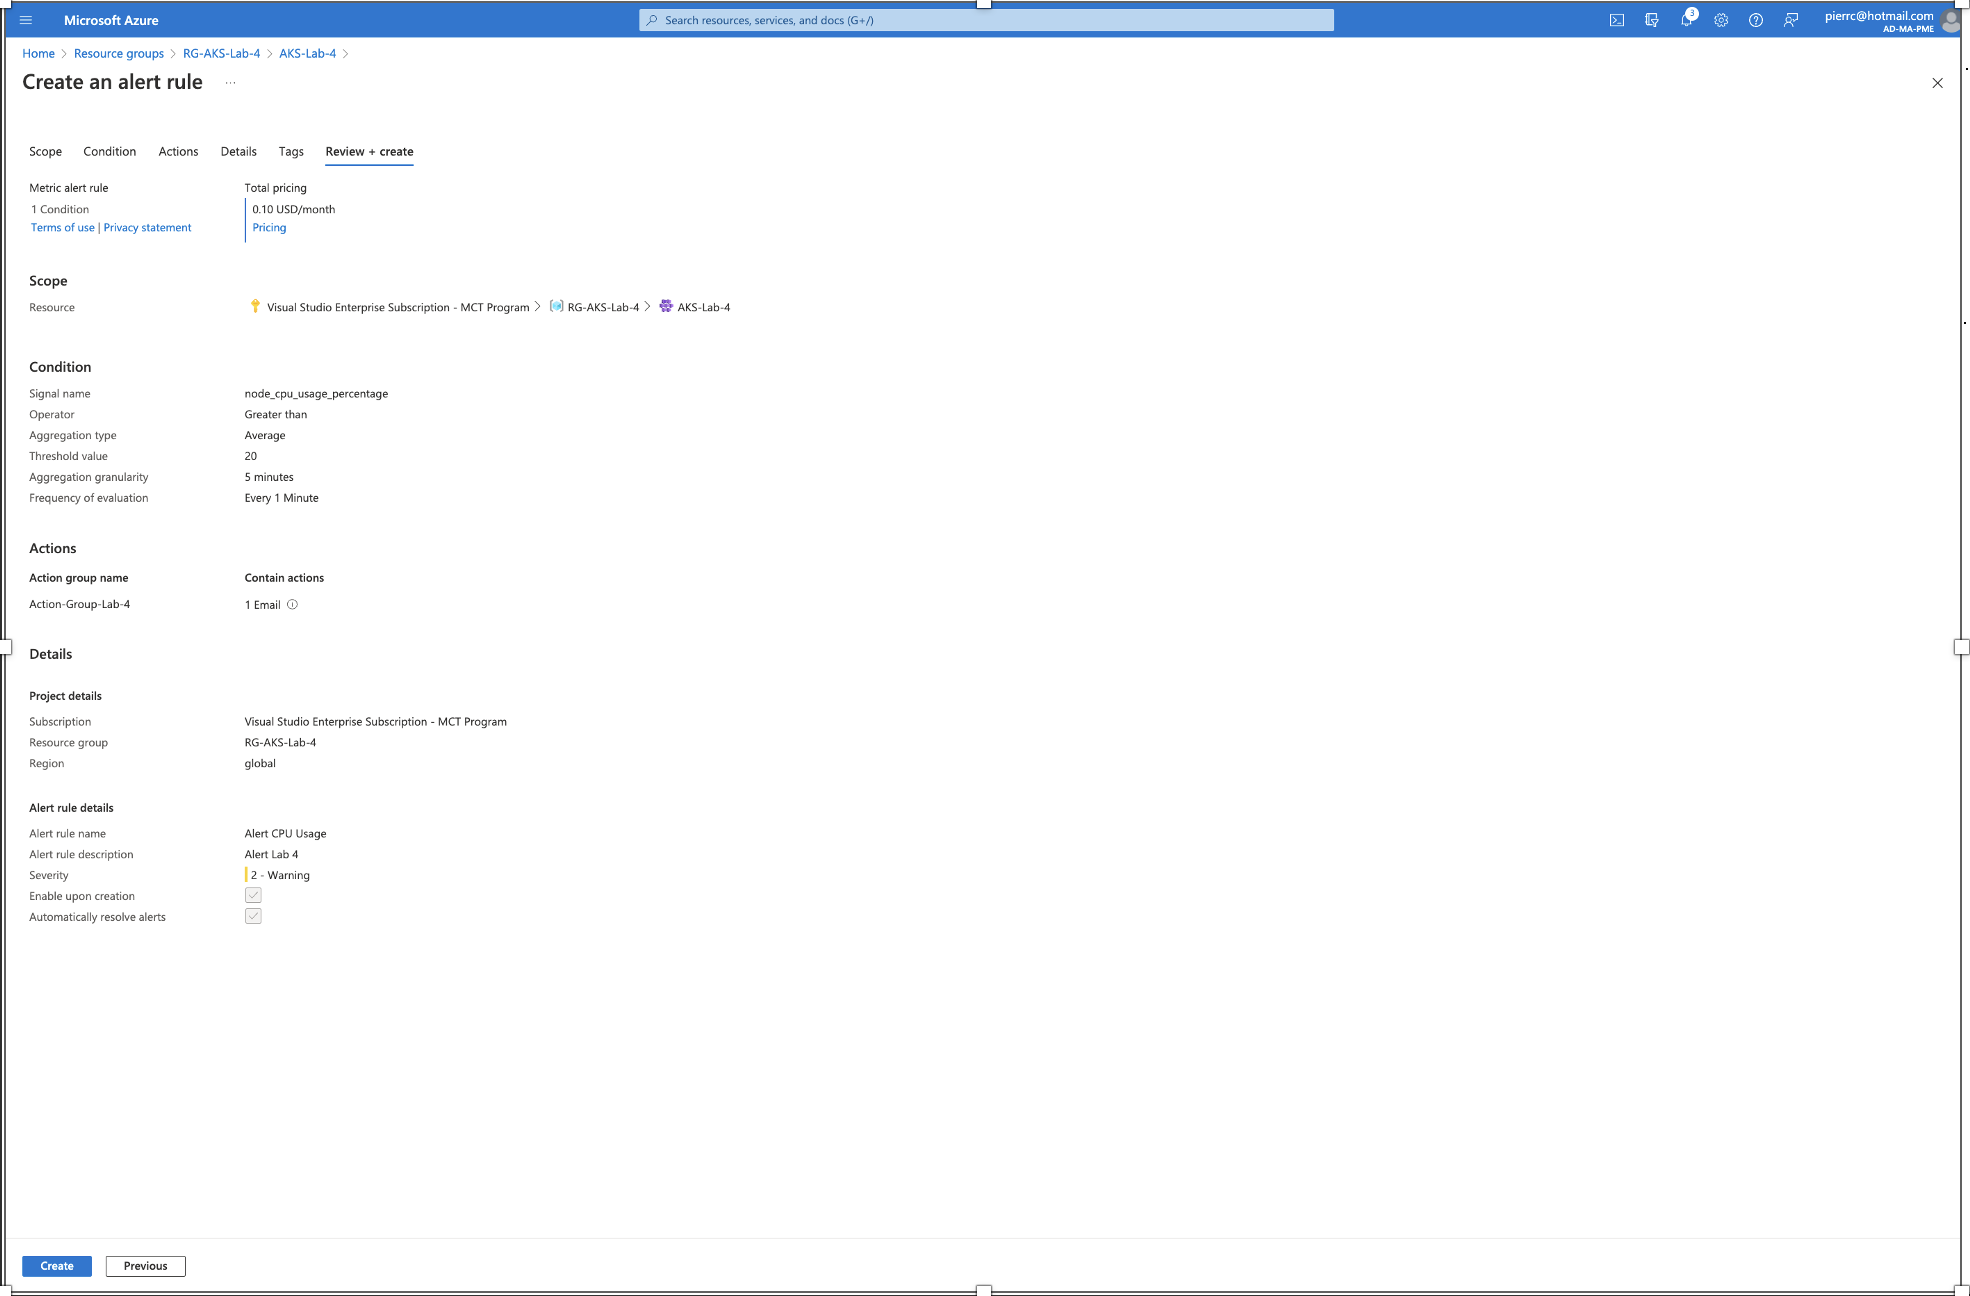 Microsoft Azure
Search resources, services, and docs (G+/)
3
pierrc@hotmail.com
AD-MA-PME
Home > Resource groups > RG-AKS-Lab-4 > AKS-Lab-4 >
Create an alert rule ...
Scope Condition Actions Details Tags Review + create
Metric alert rule Total pricing
1 Condition 0.10 USD/month
Terms of use | Privacy statement Pricing
Scope
Resource Visual Studio Enterprise Subscription - MCT Program > RG-AKS-Lab-4 > AKS-Lab-4
Condition
Signal name node_cpu_usage_percentage
Operator Greater than
Aggregation type Average
Threshold value 20
Aggregation granularity 5 minutes
Frequency of evaluation Every 1 Minute
Actions
Action group name Contain actions
Action-Group-Lab-4 1 Email
Details
Project details
Subscription Visual Studio Enterprise Subscription - MCT Program
Resource group RG-AKS-Lab-4
Region global
Alert rule details
Alert rule name Alert CPU Usage
Alert rule description Alert Lab 4
Severity 2 - Warning
Enable upon creation
Automatically resolve alerts
Create Previous